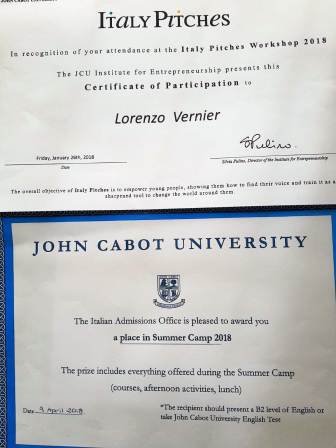 JOHN CABOT UNIVERSITY
ITALY PITCHES
In recognition of your attendance at the Italy Pitches Workshop 2018
The JCU Institute for Entrepreneurship presents this
Certificate of Participation to
Lorenzo Vernier
Friday, January 26th, 2018
Date
Silvia Pulino, Director of the Institute for Entrepreneurship
The overall objective of Italy Pitches is to empower young people, showing them how to find their voice and train it as a
sharp and tool to change the world around them
JOHN CABOT UNIVERSITY
The Italian Admissions Office is pleased to award you
a place in Summer Camp 2018
The prize includes everything offered during the Summer Camp
(courses, afternoon activities, lunch)
Date 9 April 2018
*The recipient should present a B2 level of English or
take John Cabot University English Test